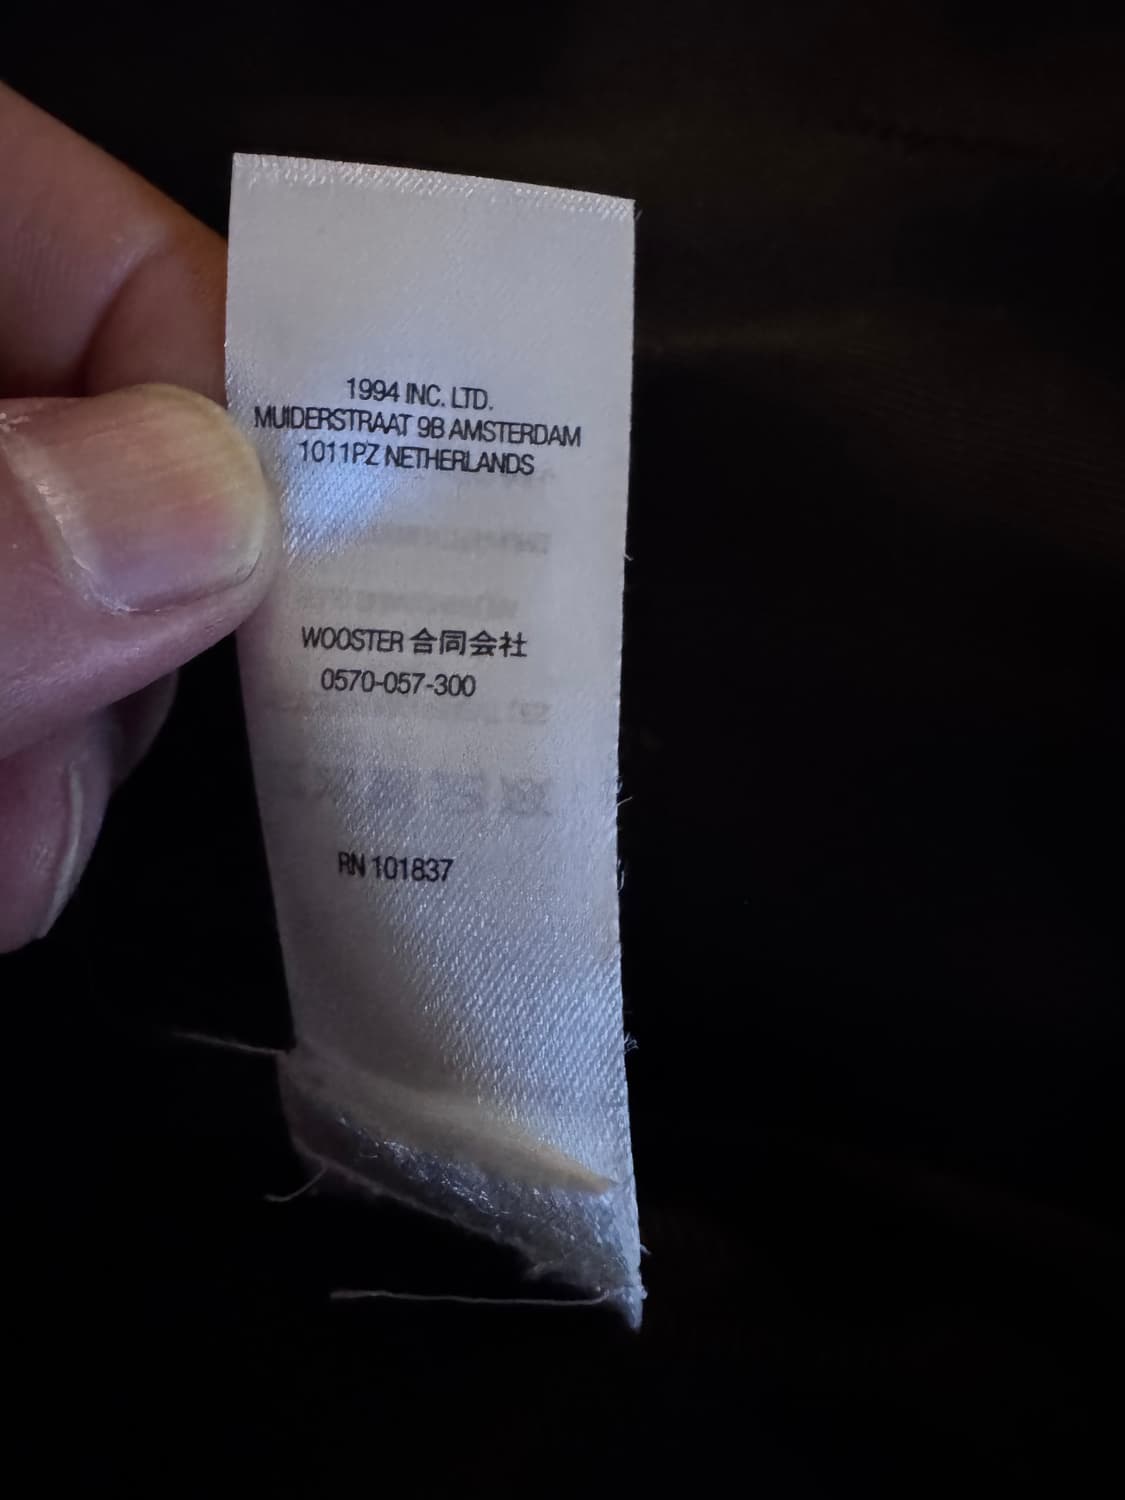 1994 INC. LTD.
MUIDERSTRAAT 9B AMSTERDAM
1011PZ NETHERLANDS
WOOSTER 合同会社
0570-057-300
RN 101837